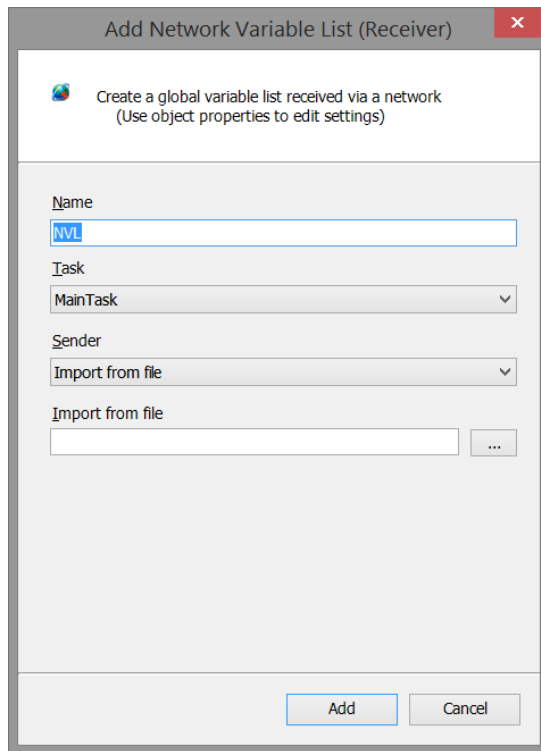 Add Network Variable List (Receiver)
Create a global variable list received via a network
(Use object properties to edit settings)
Name
NVL
Task
MainTask
Sender
Import from file
Import from file
...
Add
Cancel